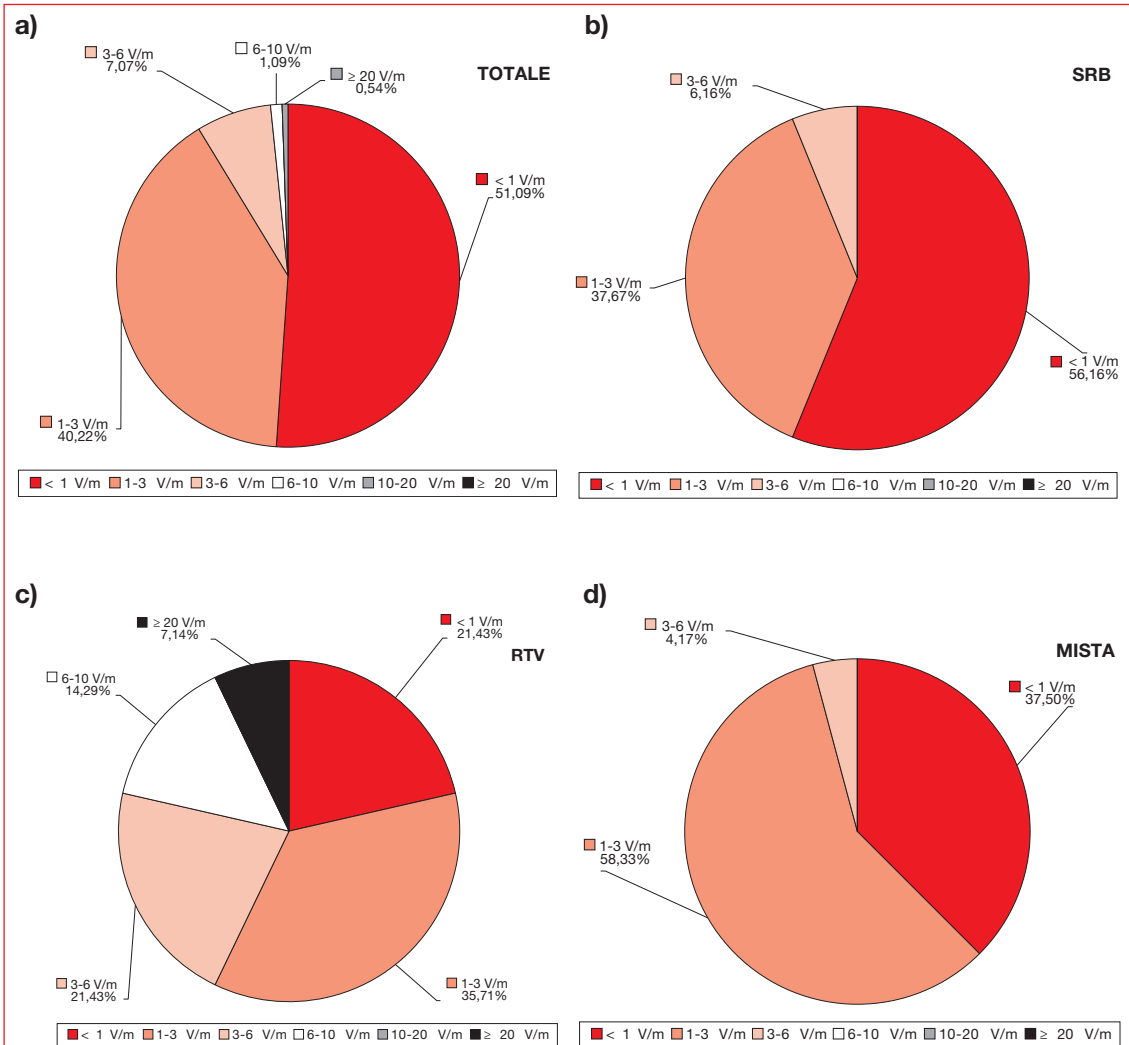 a)
TOTALE
3-6 V/m
7,07%
6-10 V/m
1,09%
≥ 20 V/m
0,54%
< 1 V/m
51,09%
1-3 V/m
40,22%
< 1 V/m 1-3 V/m 3-6 V/m 6-10 V/m 10-20 V/m ≥ 20 V/m
b)
SRB
3-6 V/m
6,16%
1-3 V/m
37,67%
< 1 V/m
56,16%
< 1 V/m 1-3 V/m 3-6 V/m 6-10 V/m 10-20 V/m ≥ 20 V/m
c)
RTV
≥ 20 V/m
7,14%
< 1 V/m
21,43%
6-10 V/m
14,29%
3-6 V/m
21,43%
1-3 V/m
35,71%
< 1 V/m 1-3 V/m 3-6 V/m 6-10 V/m 10-20 V/m ≥ 20 V/m
d)
MISTA
3-6 V/m
4,17%
< 1 V/m
37,50%
1-3 V/m
58,33%
< 1 V/m 1-3 V/m 3-6 V/m 6-10 V/m 10-20 V/m ≥ 20 V/m